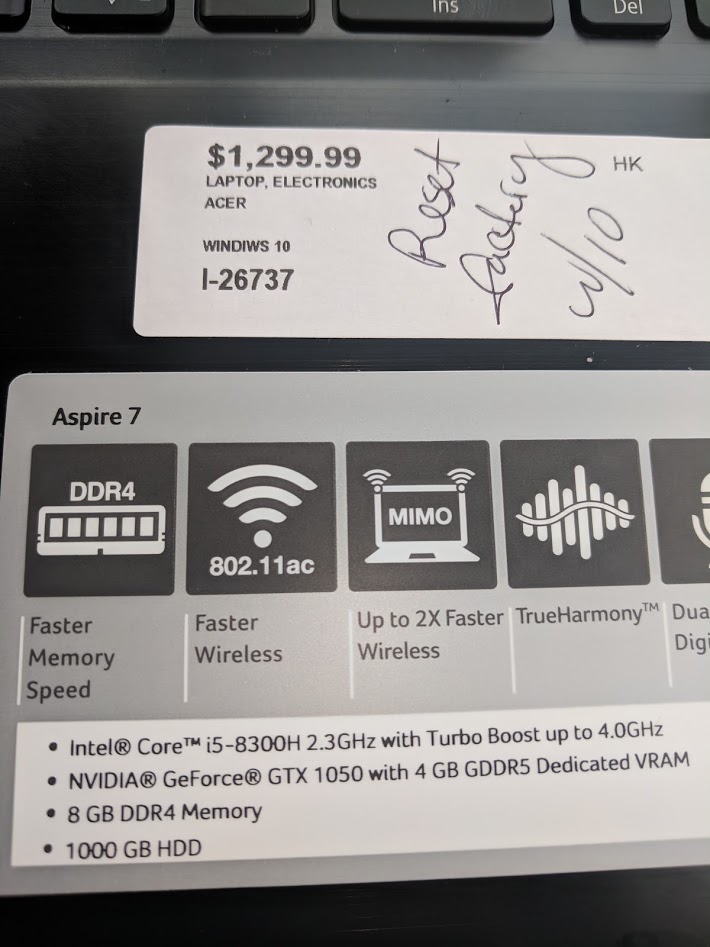 Ins
Del
$1,299.99
LAPTOP, ELECTRONICS
ACER
WINDIWS 10
I-26737
Reset
factory
W/10
HK
Aspire 7
DDR4
802.11ac
MIMO
Faster
Memory
Speed
Faster
Wireless
Up to 2X Faster
Wireless
TrueHarmony™
Dua
Digi
• Intel® Core™ i5-8300H 2.3GHz with Turbo Boost up to 4.0GHz
• NVIDIA® GeForce® GTX 1050 with 4 GB GDDR5 Dedicated VRAM
• 8 GB DDR4 Memory
• 1000 GB HDD